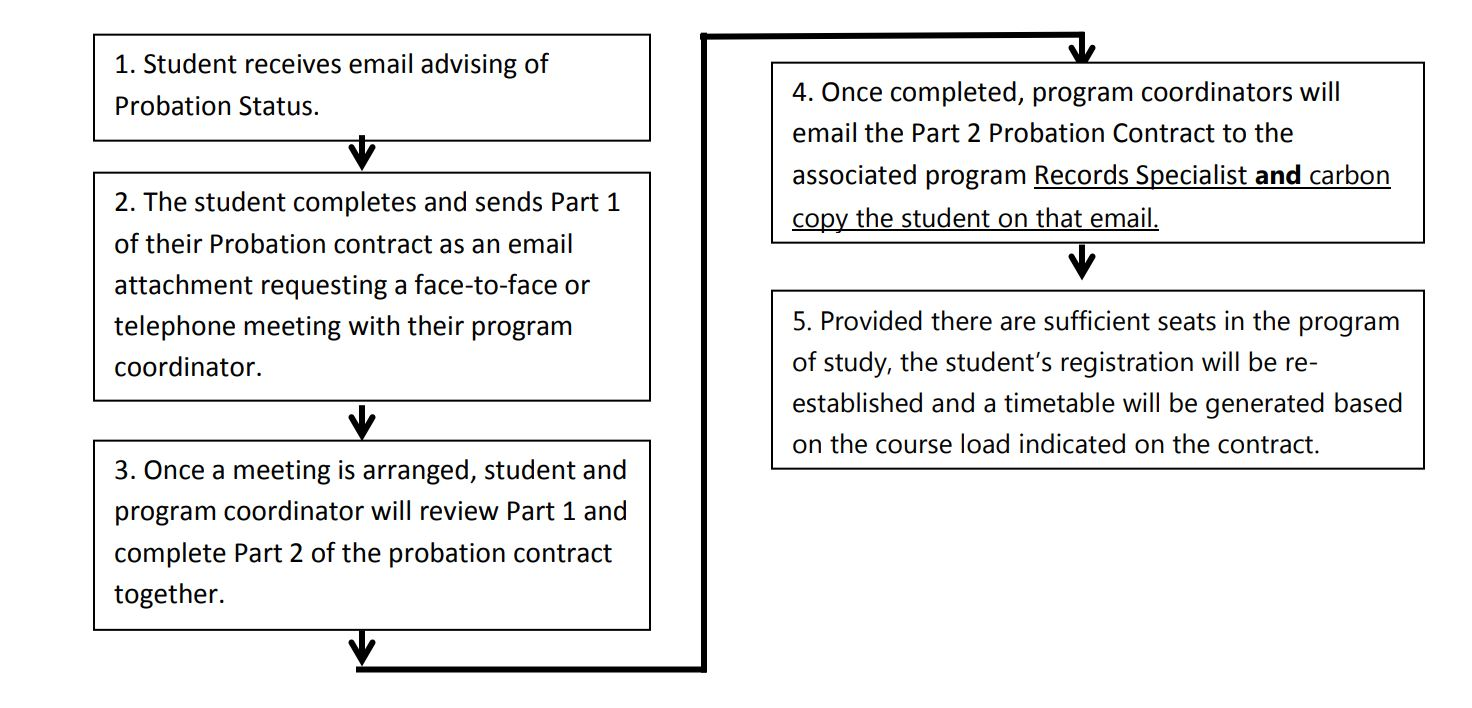 1. Student receives email advising of
Probation Status.
2. The student completes and sends Part 1
of their Probation contract as an email
attachment requesting a face-to-face or
telephone meeting with their program
coordinator.
3. Once a meeting is arranged, student and
program coordinator will review Part 1 and
complete Part 2 of the probation contract
together.
4. Once completed, program coordinators will
email the Part 2 Probation Contract to the
associated program Records Specialist and carbon
copy the student on that email.
5. Provided there are sufficient seats in the program
of study, the student’s registration will be re-
established and a timetable will be generated based
on the course load indicated on the contract.